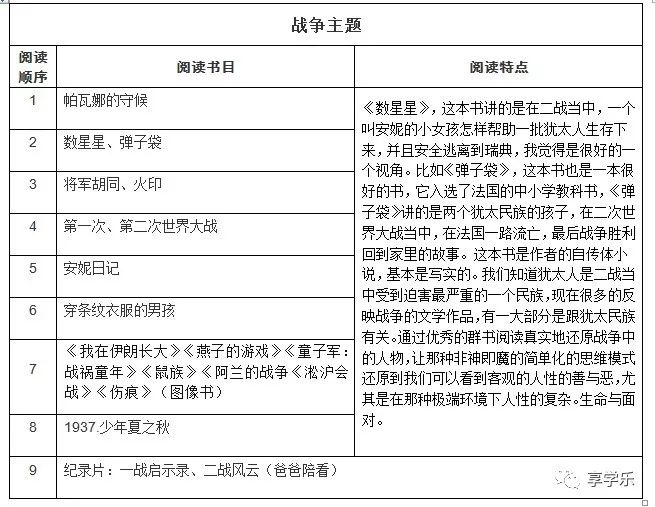 战争主题
阅读
顺序
阅读书目
阅读特点
1
帕瓦娜的守候
2
数星星、弹子袋
3
将军胡同、火印
4
第一次、第二次世界大战
5
安妮日记
6
穿条纹衣服的男孩
7
《我在伊朗长大》《燕子的游戏》《童子军:
战祸童年》《鼠族》《阿兰的战争《淞沪会
战》《伤痕》（图像书）
8
1937.少年夏之秋
《数星星》，这本书讲的是在二战当中，一个
叫安妮的小女孩怎样帮助一批犹太人生存下
来，并且安全逃离到瑞典，我觉得是很好的一
个视角。比如《弹子袋》，这本书也是一本很
好的书，它入选了法国的中小学教科书，《弹
子袋》讲的是两个犹太民族的孩子，在二次世
界大战当中，在法国一路流亡，最后战争胜利
回到家里的故事。这本书是作者的自传体小
说，基本是写实的。我们知道犹太人是二战当
中受到迫害最严重的一个民族，现在很多的反
映战争的文学作品，有一大部分是跟犹太民族
有关。通过优秀的群书阅读真实地还原战争中
的人物，让那种非神即魔的简单化的思维模式
还原到我们可以看到客观的人性的善与恶，尤
其是在那种极端环境下人性的复杂。生命与面
对。
9
纪录片：一战启示录、二战风云（爸爸陪看）
享学乐